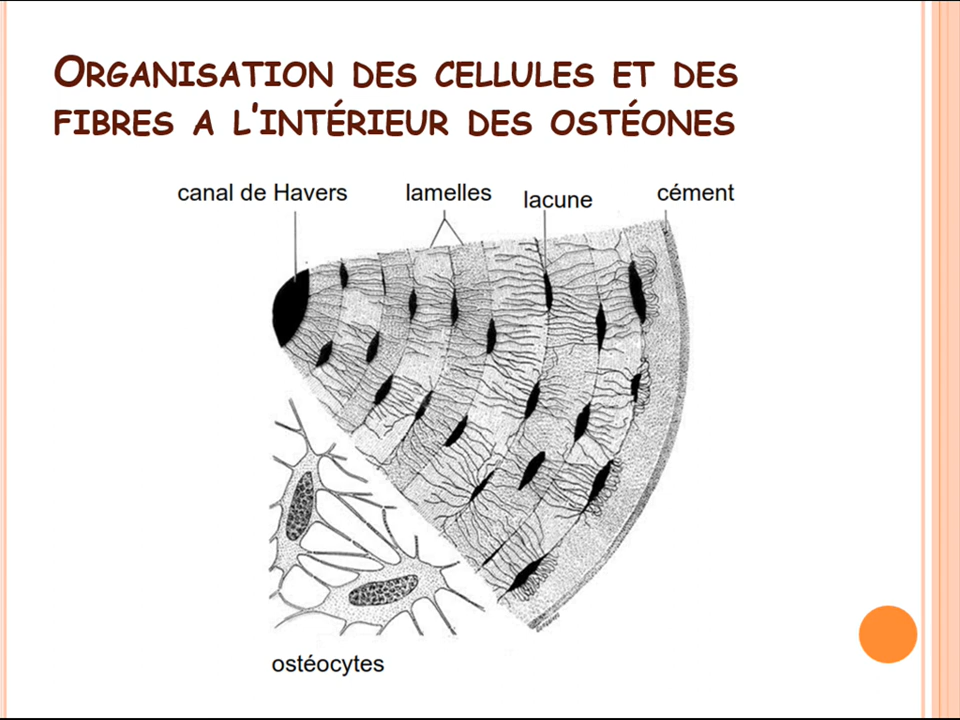 ORGANISATION DES CELLULES ET DES
FIBRES A L'INTÉRIEUR DES OSTÉONES
canal de Havers lamelles lacune cément
ostéocytes